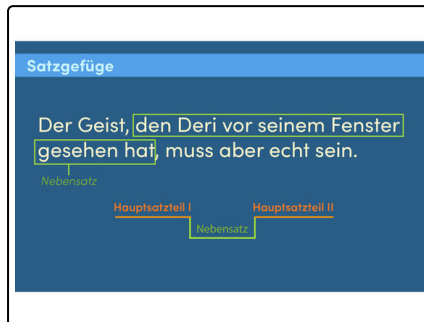 Satzgefüge
Der Geist, den Deri vor seinem Fenster
gesehen hat, muss aber echt sein.
Nebensatz
Hauptsatzteil I Hauptsatzteil II
Nebensatz